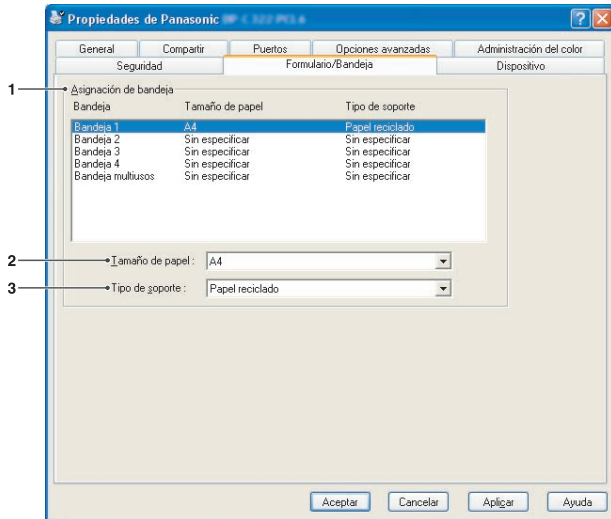 Propiedades de Panasonic
General Compartir Puertos Opciones avanzadas Administración del color
Seguridad Formulario/Bandeja Dispositivo
1 Asignación de bandeja
Bandeja Tamaño de papel Tipo de soporte
Bandeja 1 A4 Papel reciclado
Bandeja 2 Sin especificar Sin especificar
Bandeja 3 Sin especificar Sin especificar
Bandeja 4 Sin especificar Sin especificar
Bandeja multiusos Sin especificar Sin especificar
2 Tamaño de papel : A4
3 Tipo de soporte : Papel reciclado
Aceptar Cancelar Aplicar Ayuda